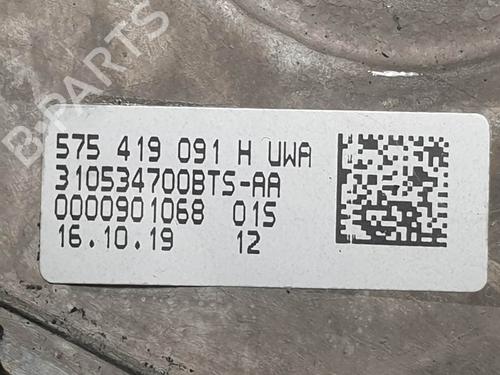 B-PARTS
575 419 091 H UWA
310534700BTS-AA
0000901068 01S
16.10.19 12